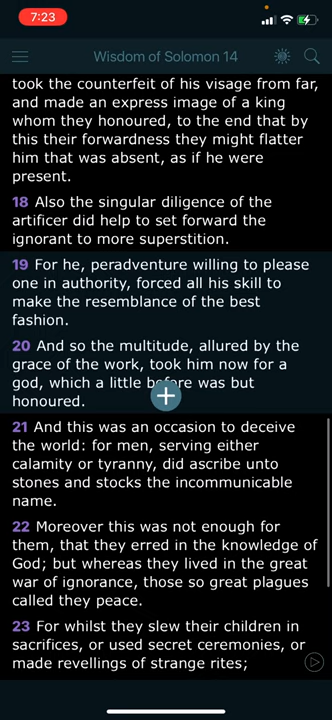 7:23
Wisdom of Solomon 14
took the counterfeit of his visage from far,
and made an express image of a king
whom they honoured, to the end that by
this their forwardness they might flatter
him that was absent, as if he were
present.
18 Also the singular diligence of the
artificer did help to set forward the
ignorant to more superstition.
19 For he, peradventure willing to please
one in authority, forced all his skill to
make the resemblance of the best
fashion.
20 And so the multitude, allured by the
grace of the work, took him now for a
god, which a little before was but
honoured.
21 And this was an occasion to deceive
the world: for men, serving either
calamity or tyranny, did ascribe unto
stones and stocks the incommunicable
name.
22 Moreover this was not enough for
them, that they erred in the knowledge of
God; but whereas they lived in the great
war of ignorance, those so great plagues
called they peace.
23 For whilst they slew their children in
sacrifices, or used secret ceremonies, or
made revellings of strange rites;